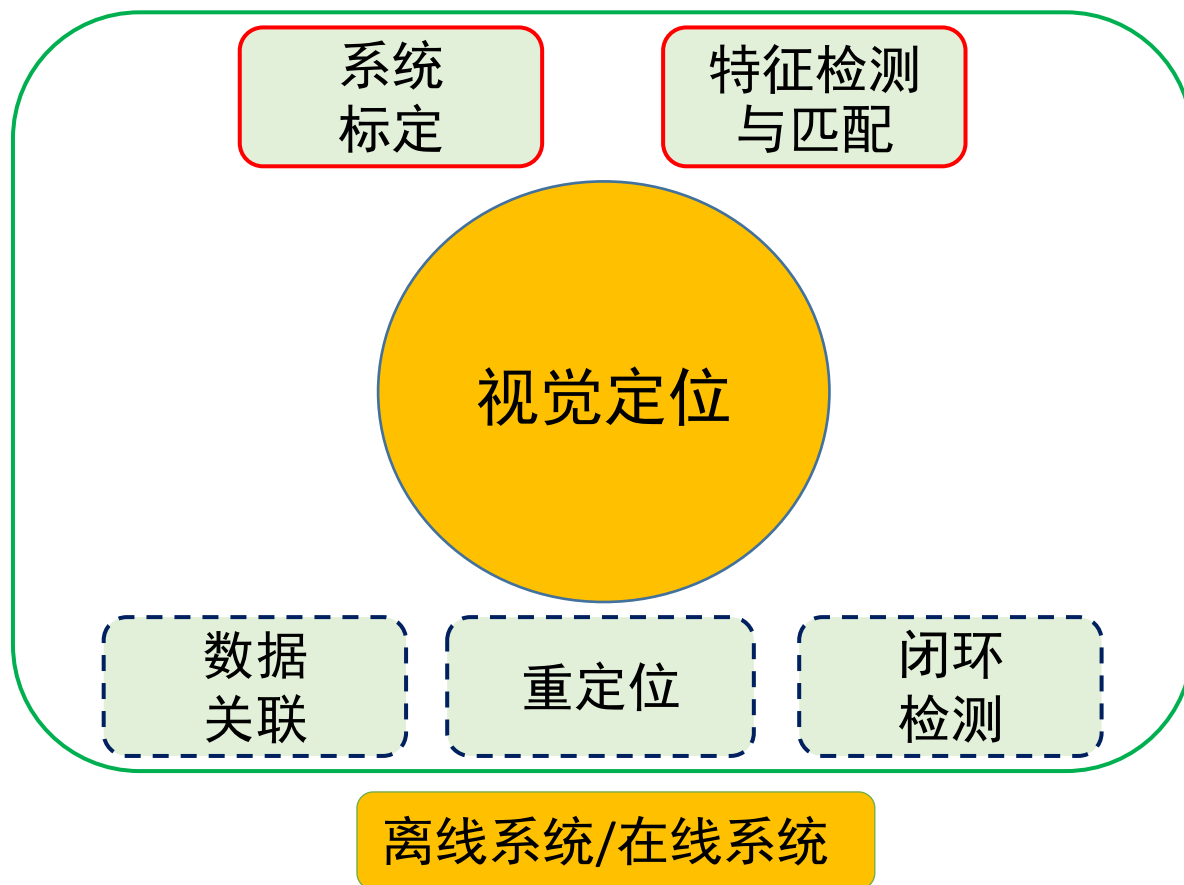 系统
标定
特征检测
与匹配
视觉定位
数据
关联
重定位
闭环
检测
离线系统/在线系统